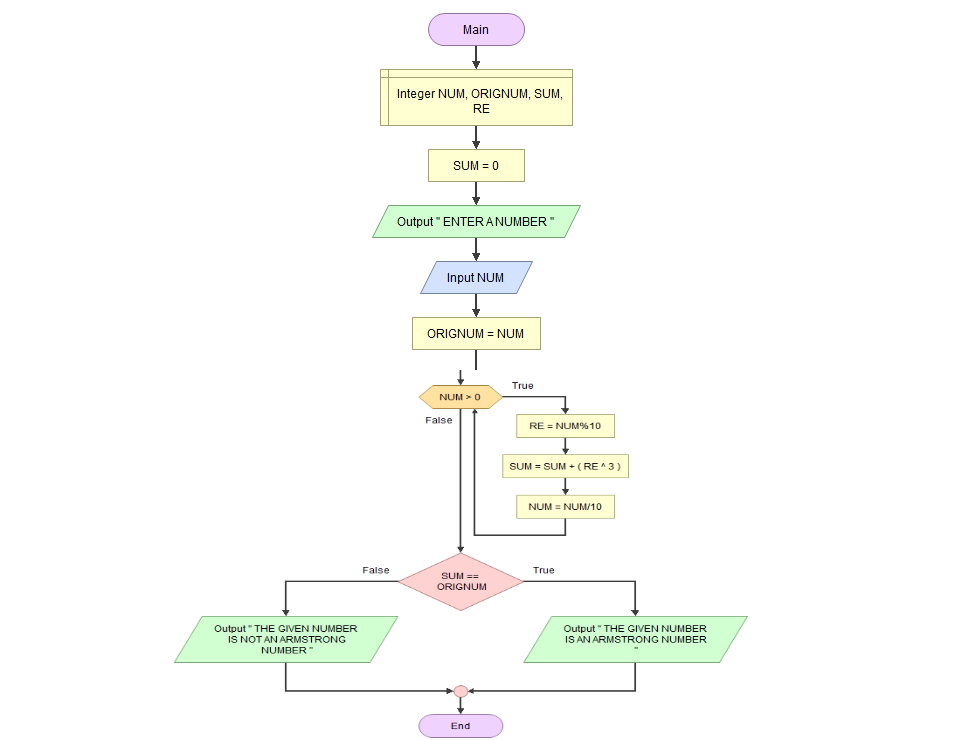 Main
Integer NUM, ORIGNUM, SUM,
RE
SUM = 0
Output " ENTER A NUMBER "
Input NUM
ORIGNUM = NUM
NUM > 0
True
False
RE = NUM%10
SUM = SUM + ( RE ^ 3 )
NUM = NUM/10
False
SUM ==
ORIGNUM
True
Output " THE GIVEN NUMBER
IS NOT AN ARMSTRONG
NUMBER "
Output " THE GIVEN NUMBER
IS AN ARMSTRONG NUMBER
"
End